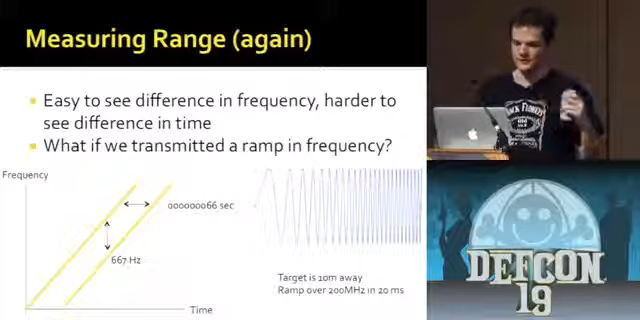 Measuring Range (again)
Easy to see difference in frequency, harder to
see difference in time
What if we transmitted a ramp in frequency?
Frequency
000000066 sec
667 Hz
Time
Target is 10m away
Ramp over 200MHz in 20 ms
DEFCON
19